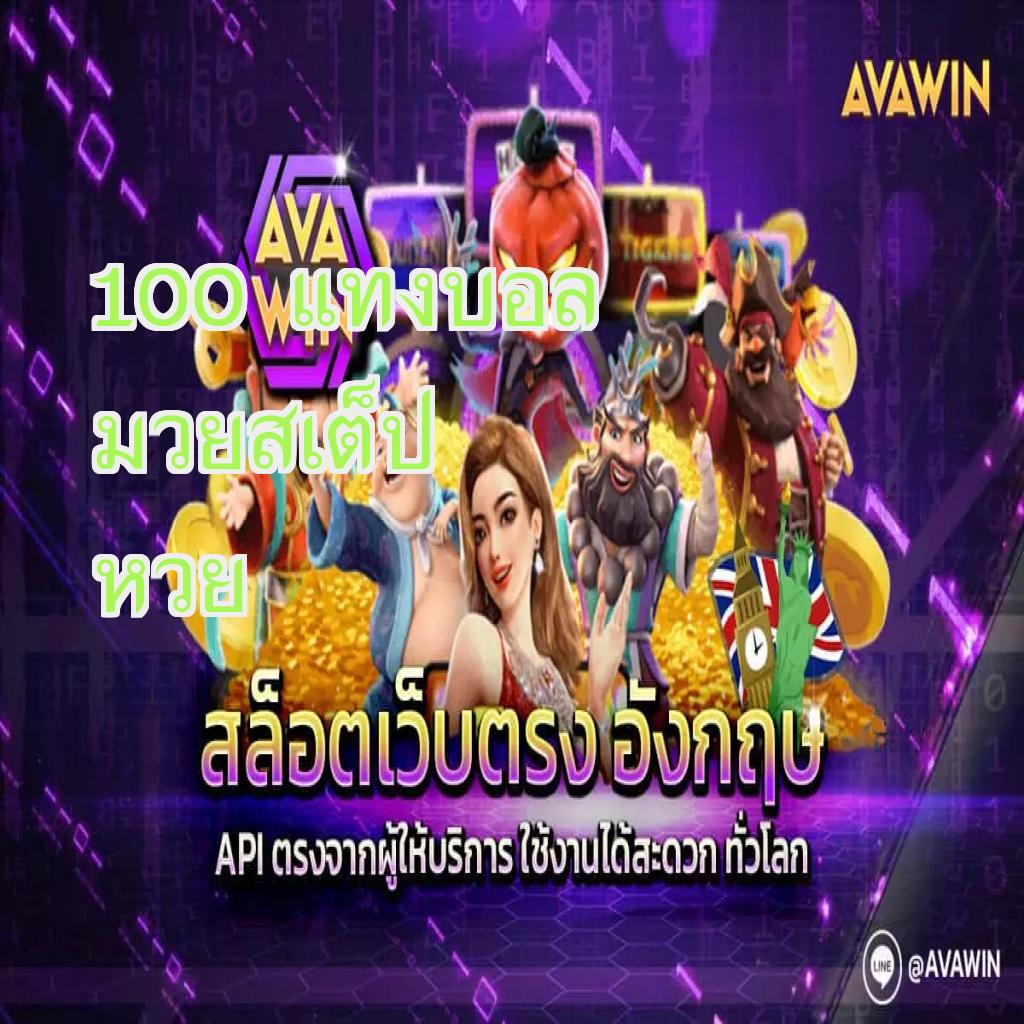 AVAWIN
AVA
WIN
TIGERS
100 แทงบอล
มวยสเต็ป
หวย
สล็อตเว็บตรง อังกฤษ
API ตรงจากผู้ให้บริการ ใช้งานได้สะดวก ทั่วโลก
LINE @AVAWIN